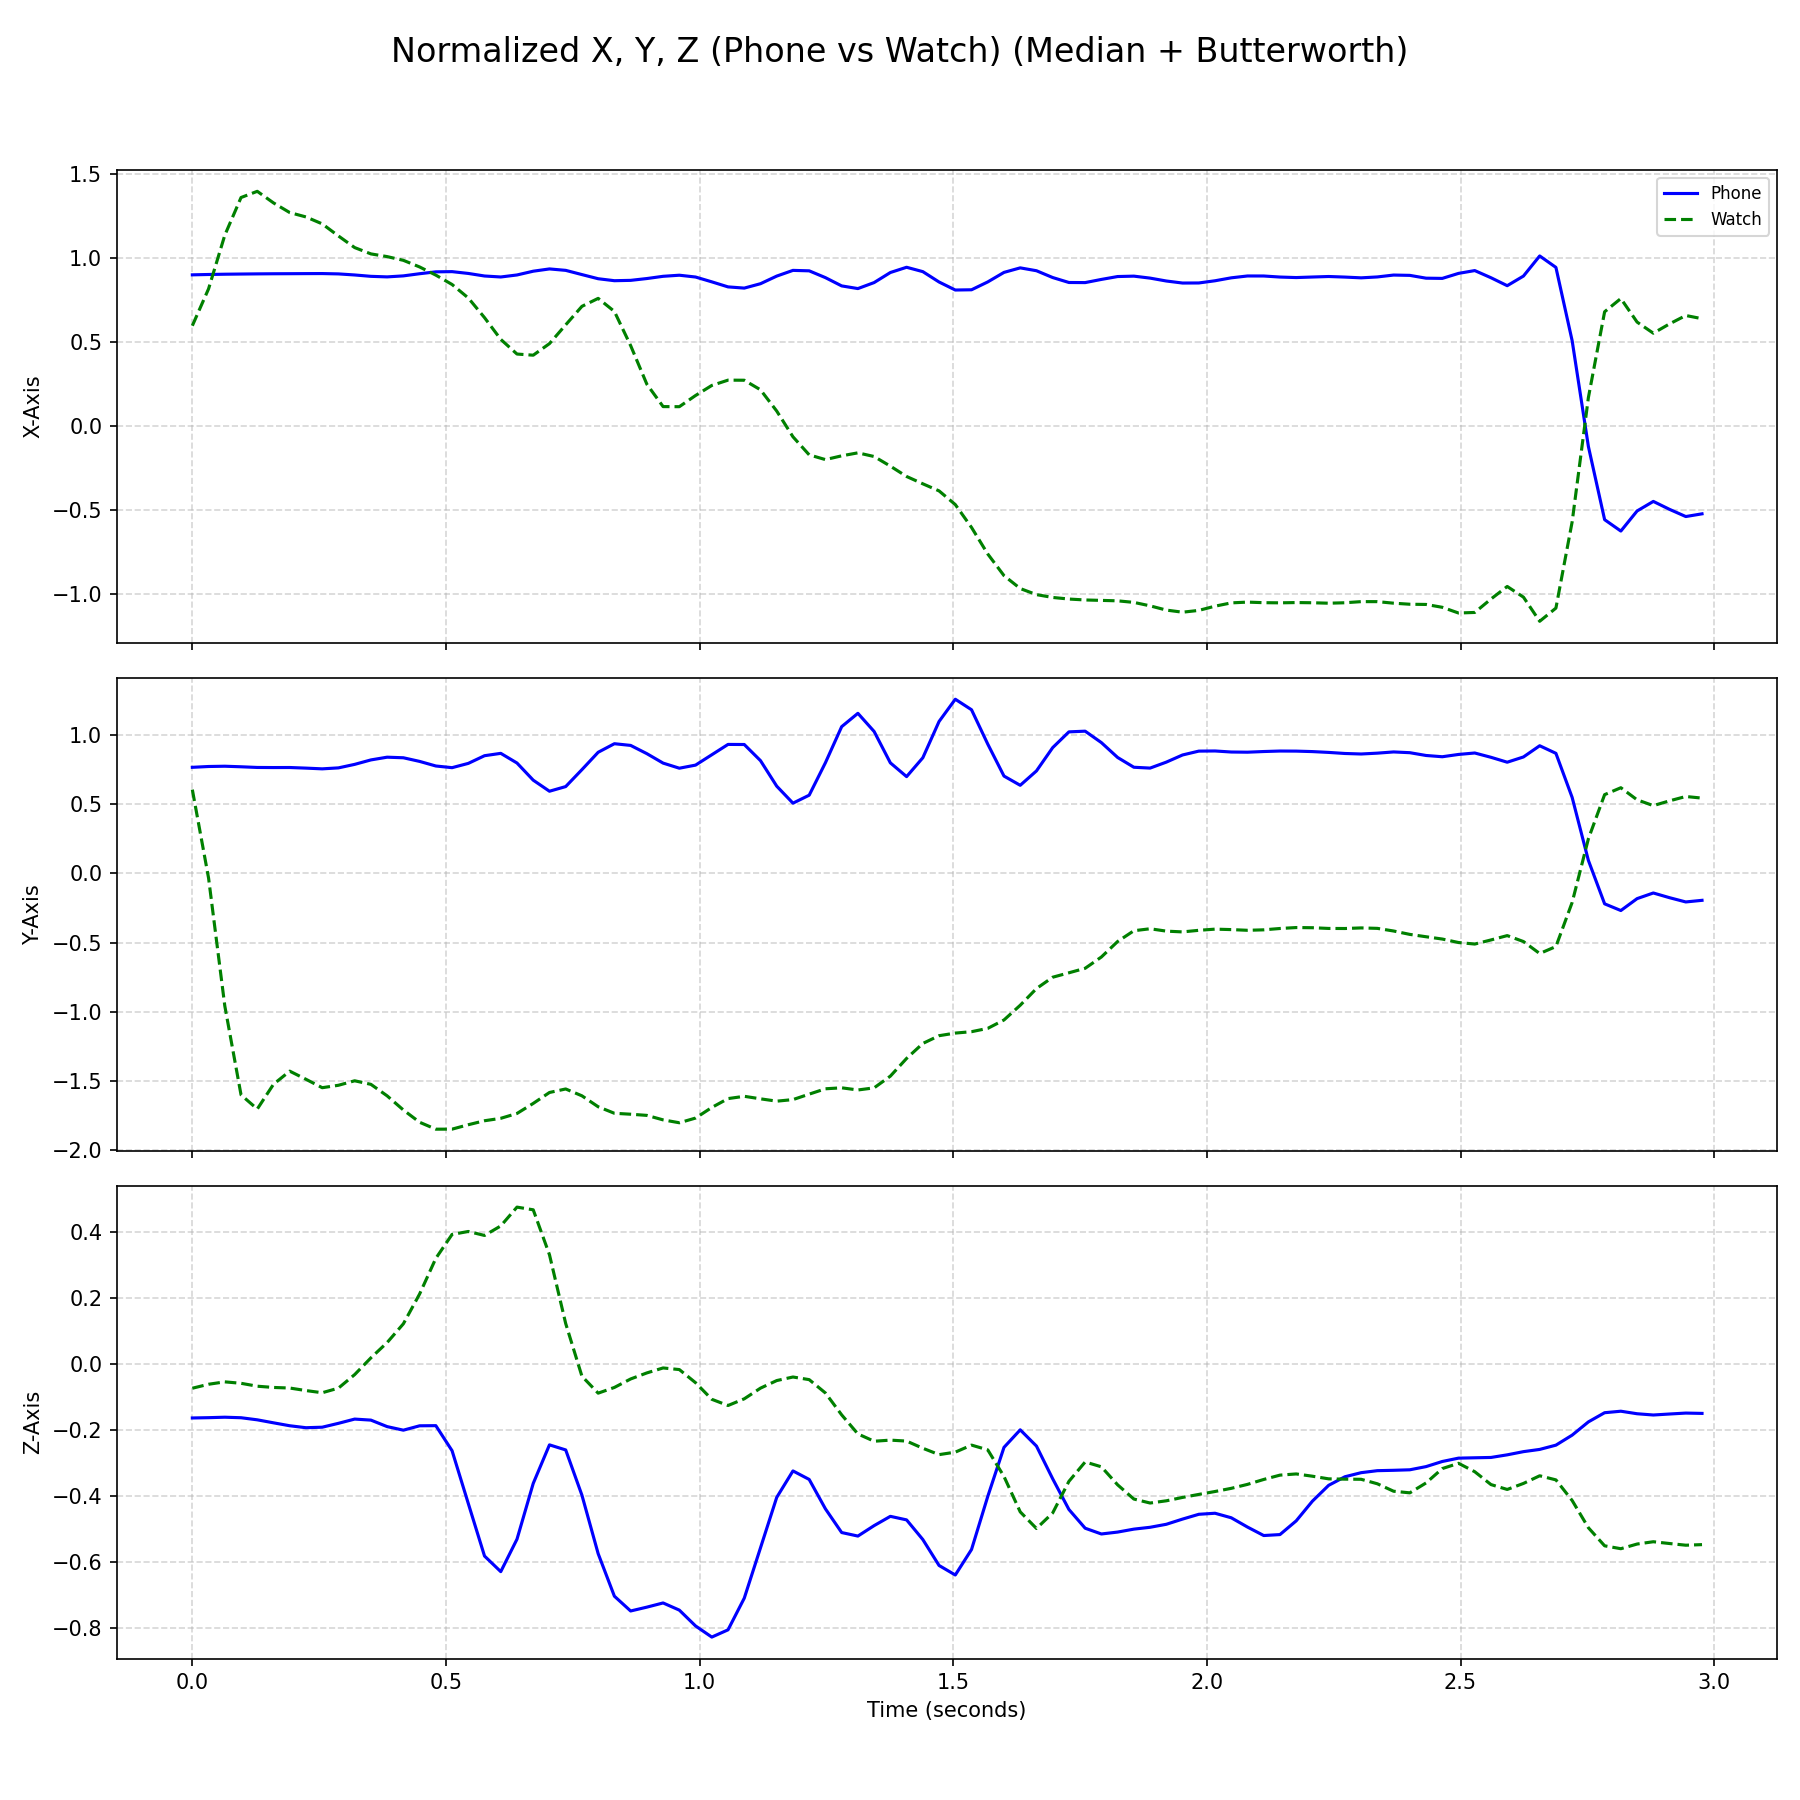 Normalized X, Y, Z (Phone vs Watch) (Median + Butterworth)
Phone
Watch
X-Axis
1.5
1.0
0.5
0.0
−0.5
−1.0
Y-Axis
1.0
0.5
0.0
−0.5
−1.0
−1.5
−2.0
Z-Axis
0.4
0.2
0.0
−0.2
−0.4
−0.6
−0.8
0.0 0.5 1.0 1.5 2.0 2.5 3.0
Time (seconds)